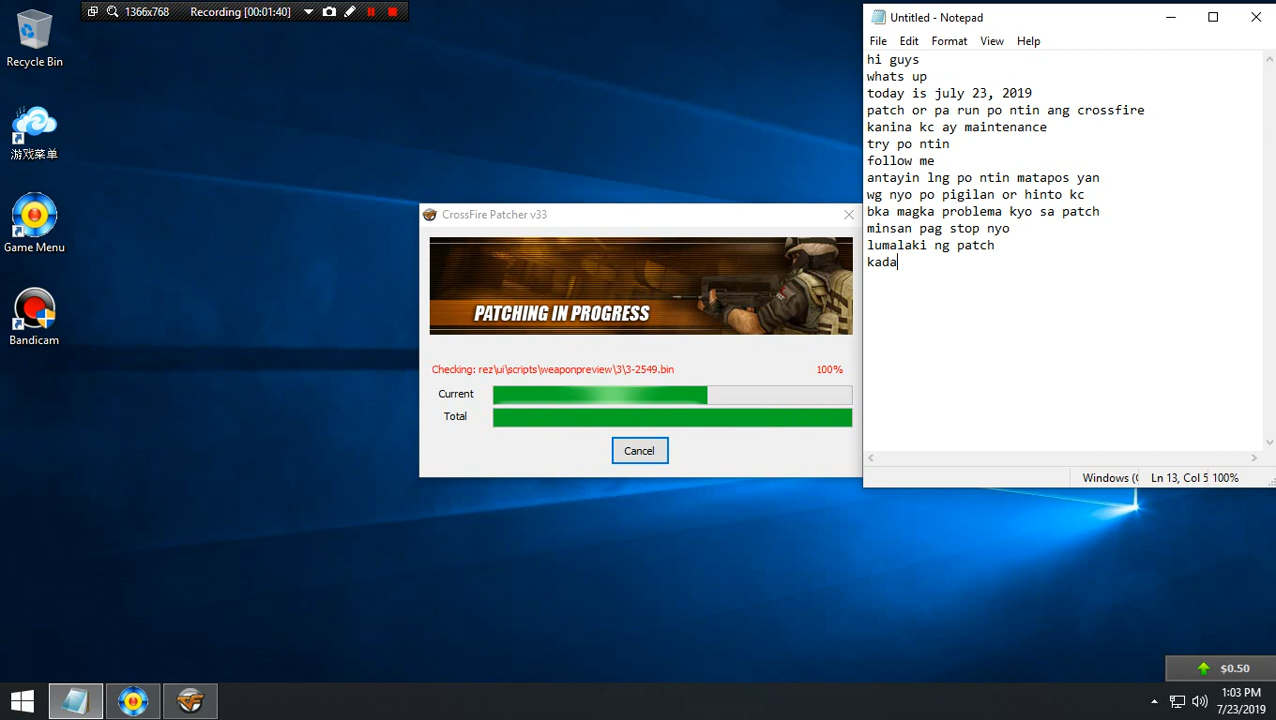 1366x768 Recording [00:01:40]
Recycle Bin
游戏菜单
Game Menu
Bandicam
CrossFire Patcher v33
PATCHING IN PROGRESS
Checking: rez\ui\scripts\weaponpreview\3\3-2549.bin 100%
Current
Total
Cancel
Untitled - Notepad
File Edit Format View Help
hi guys
whats up
today is july 23, 2019
patch or pa run po ntin ang crossfire
kanina kc ay maintenance
try po ntin
follow me
antayin lng po ntin matapos yan
wg nyo po pigilan or hinto kc
bka magka problema kyo sa patch
minsan pag stop nyo
lumalaki ng patch
kada
Windows (C Ln 13, Col 5 100%
$0.50
1:03 PM
7/23/2019